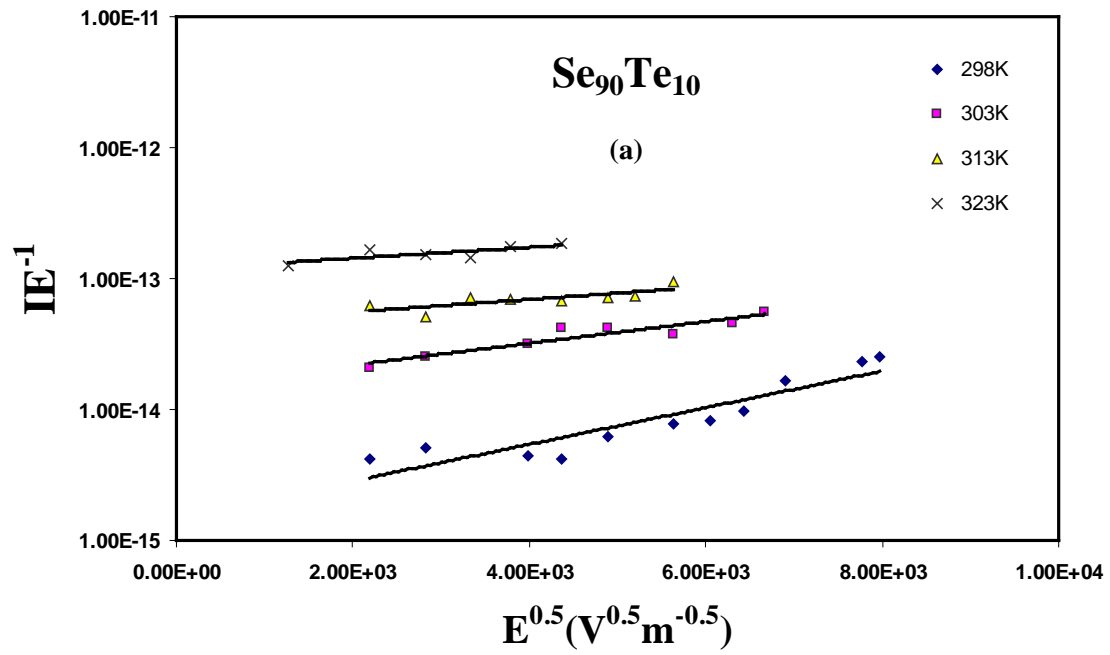 1.00E-11
Se₉₀Te₁₀
298K
303K
1.00E-12
(a)
313K
323K
IE⁻¹
1.00E-13
1.00E-14
1.00E-15
0.00E+00 2.00E+03 4.00E+03 6.00E+03 8.00E+03 1.00E+04
E⁰·⁵(V⁰·⁵m⁻⁰·⁵)